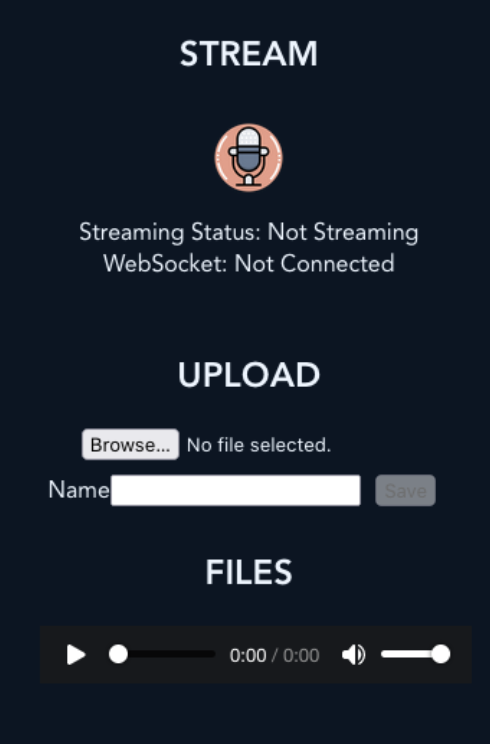 STREAM
Streaming Status: Not Streaming
WebSocket: Not Connected
UPLOAD
Browse... No file selected.
Name Save
FILES
0:00 / 0:00